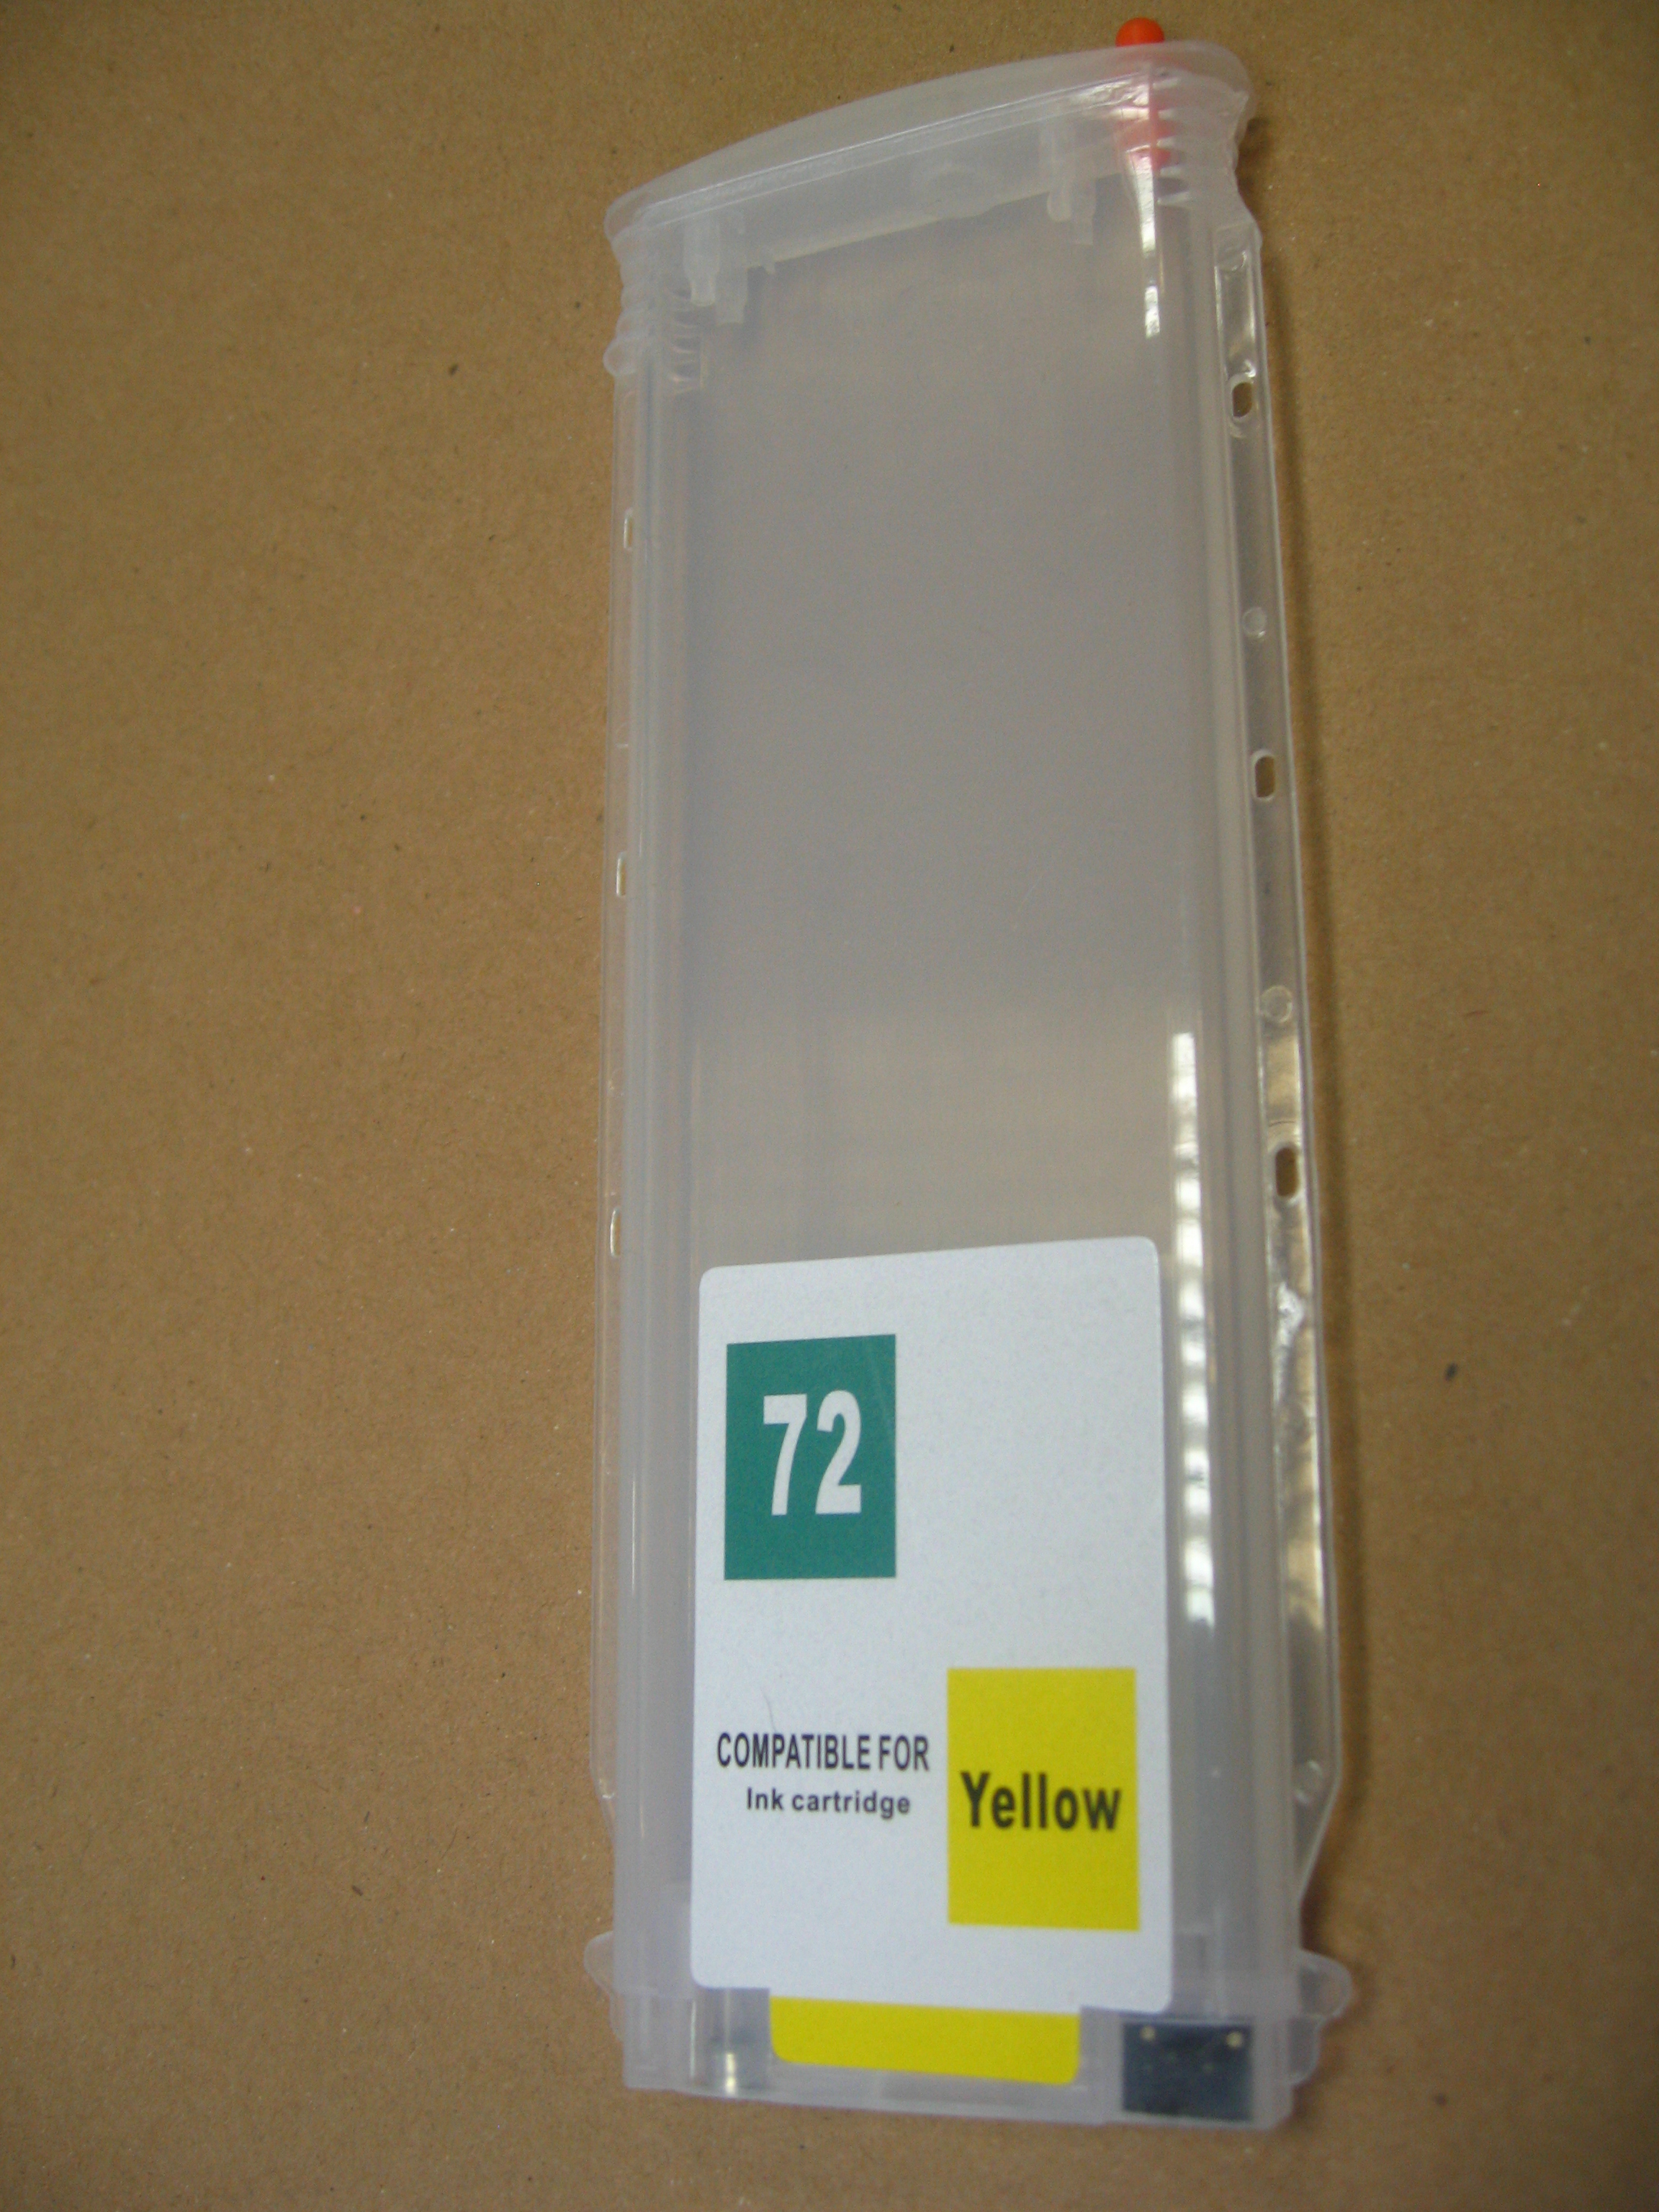 72
COMPATIBLE FOR
Ink cartridge
Yellow